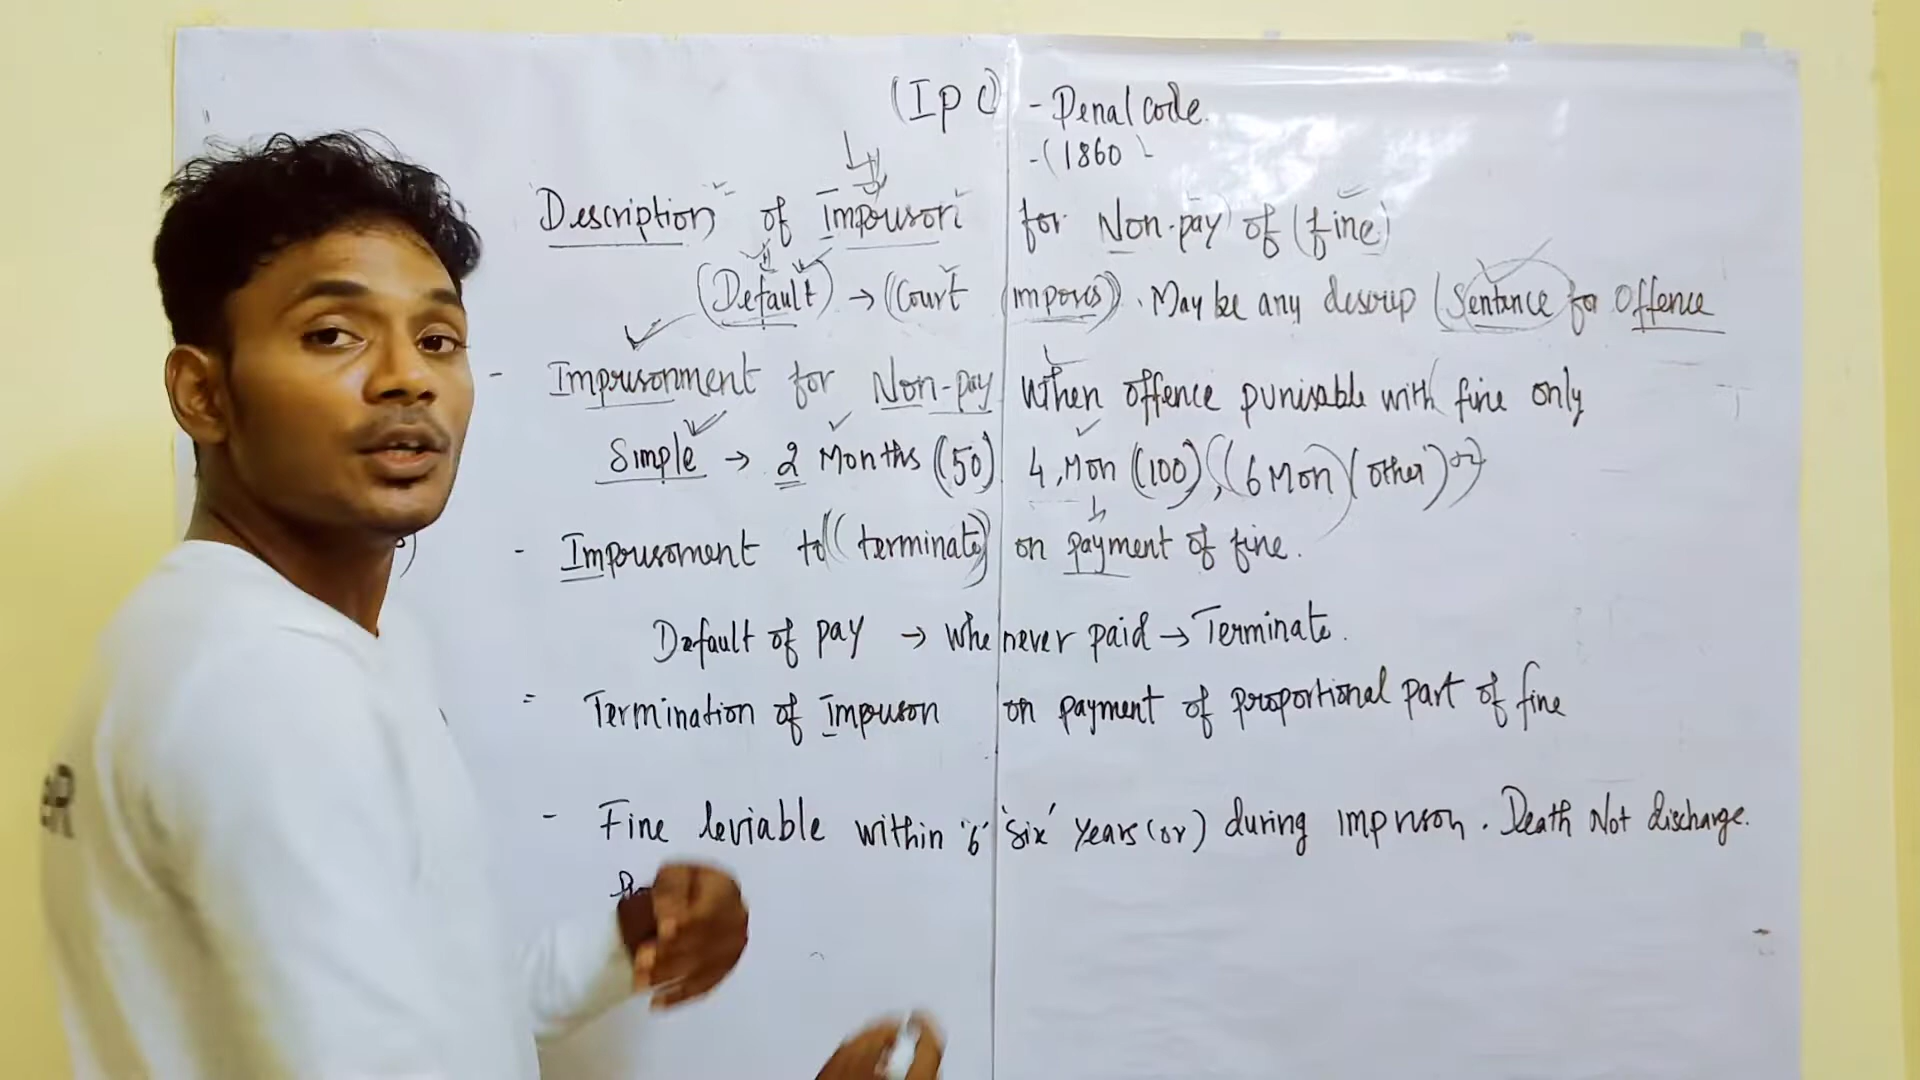 (IPC) - Penal code.
- (1860)
Description of Imprison for Non-pay of (fine)
(Default) → (Court imposes). May be any descrip (Sentence for Offence
- Imprisonment for Non-pay When offence punisable with fine only
Simple → 2 Months (50) 4 Mon (100), (6 Mon) (other)
- Imprisoment to (terminate) on payment of fine.
Default of pay → whenever paid → Terminate.
= Termination of Imprison on payment of proportional part of fine
- Fine leviable within '6' 'six' years (or) during imprison. Death Not discharge.